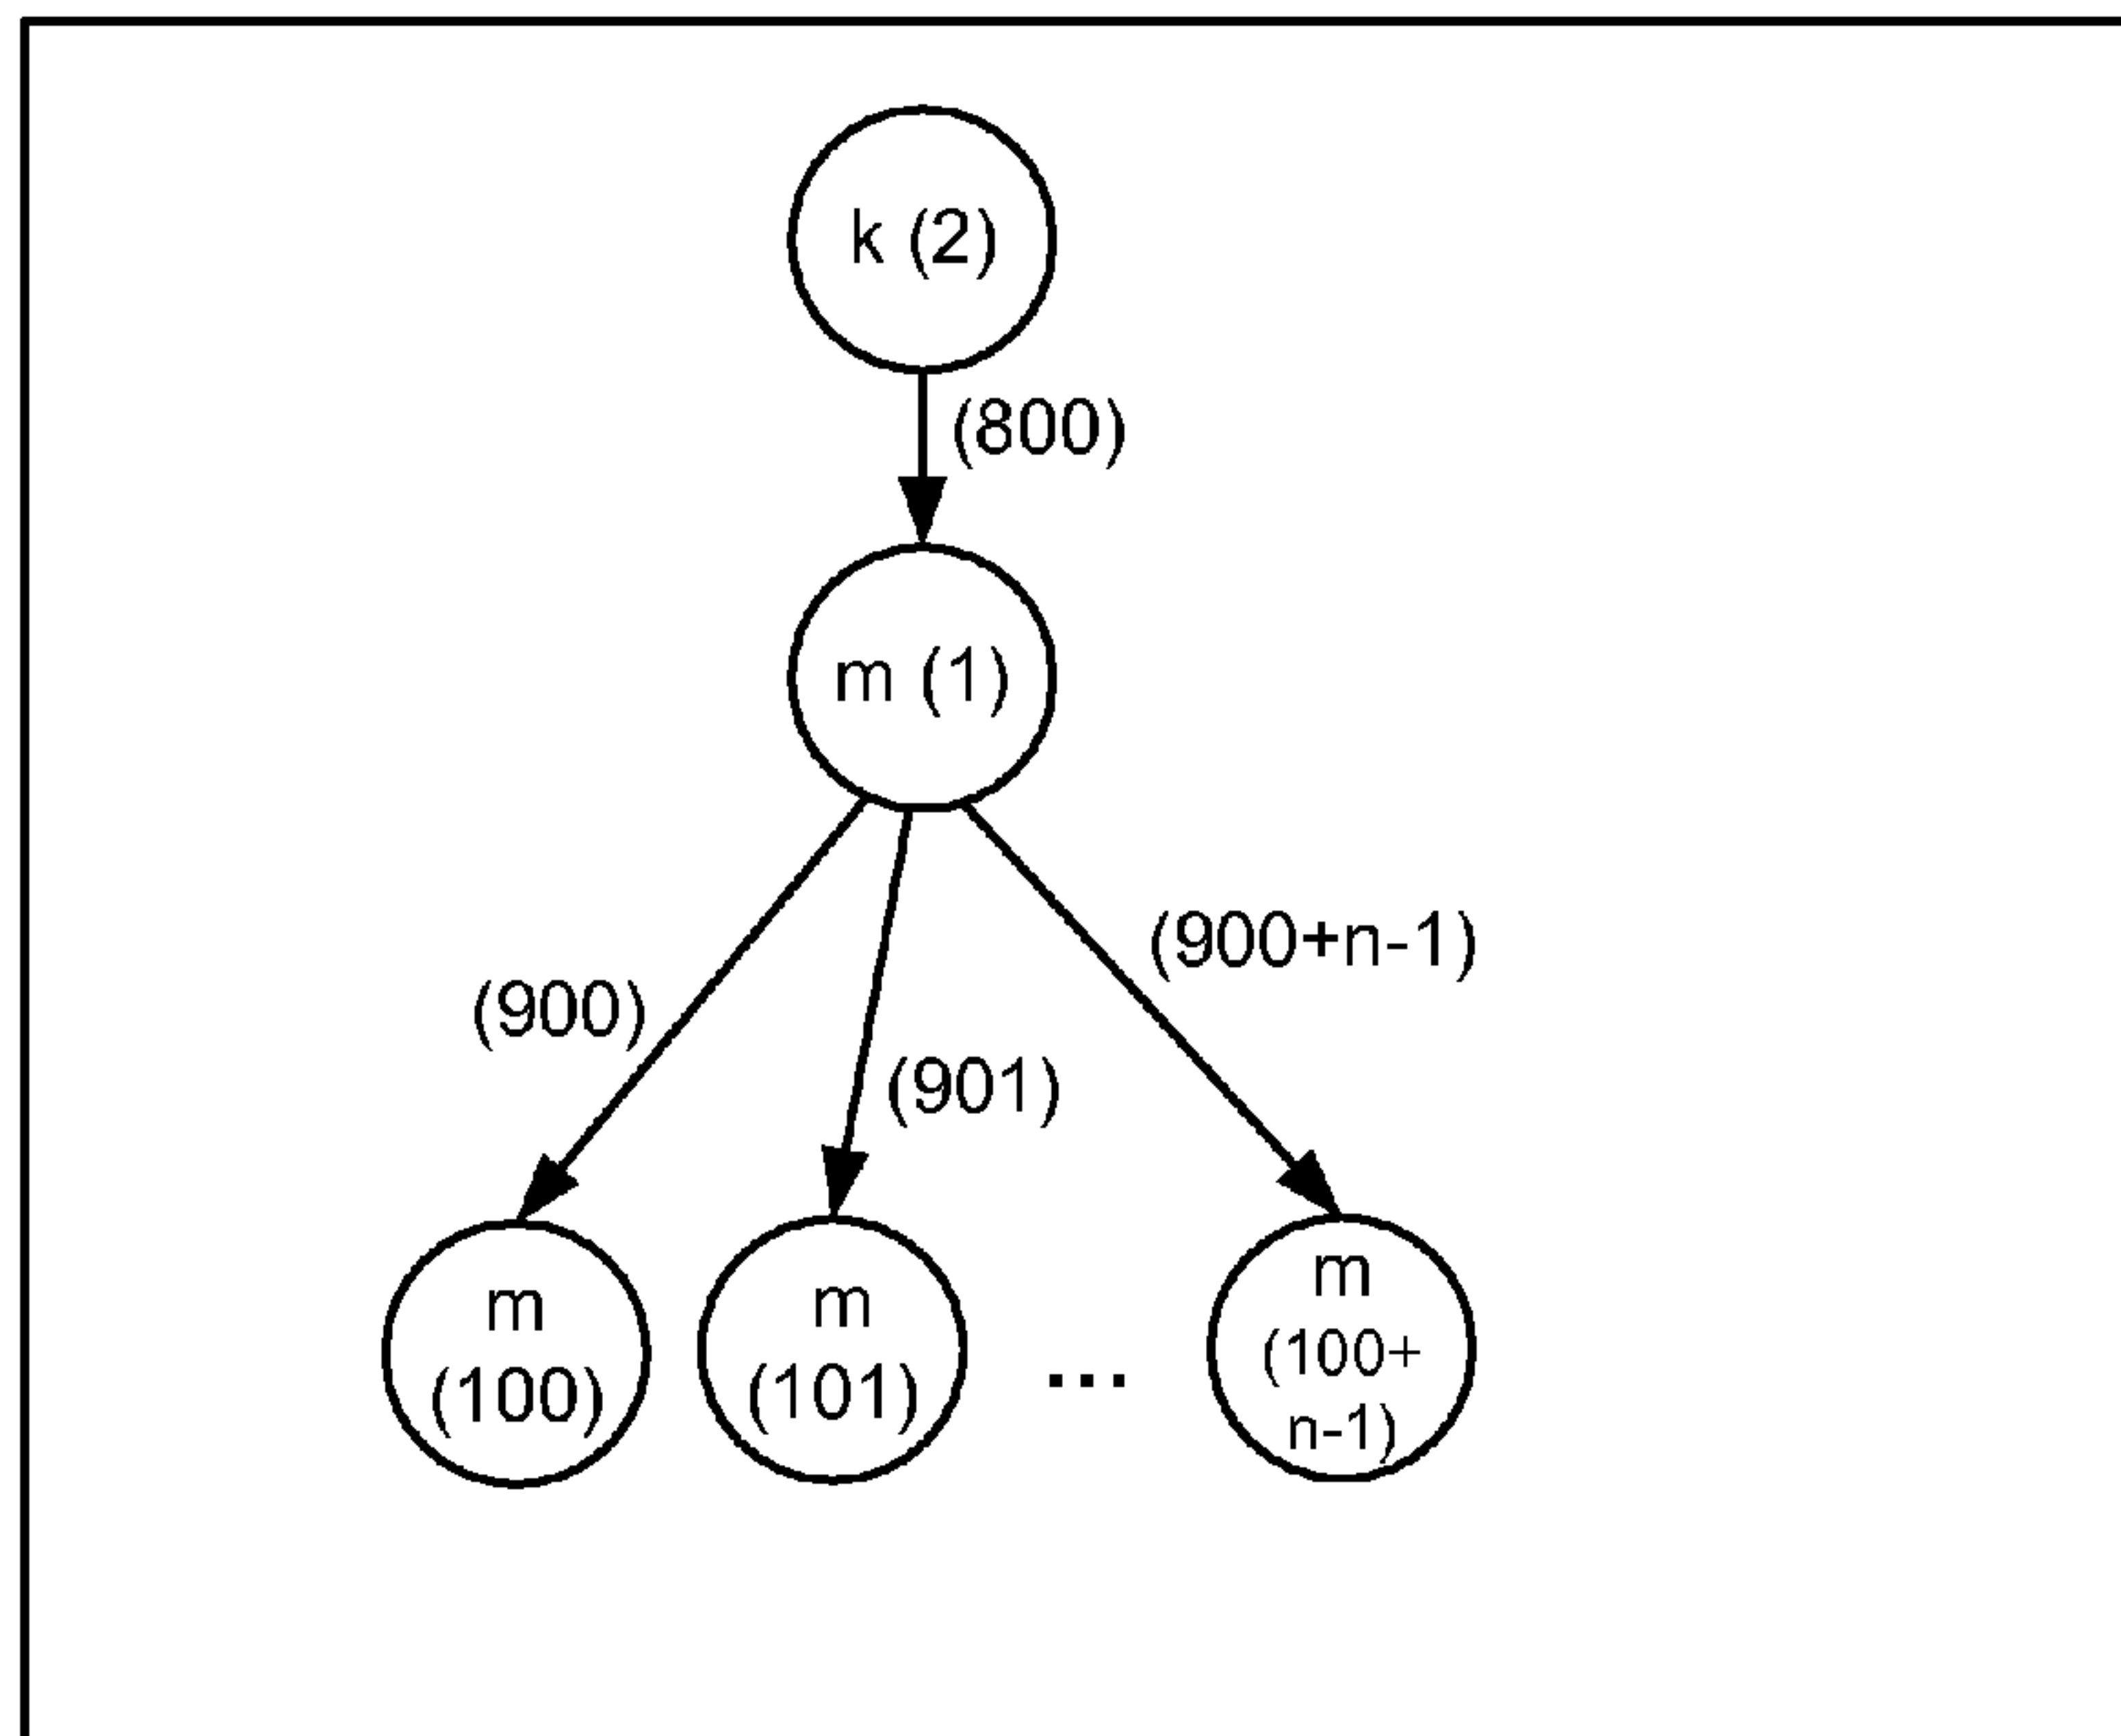 k (2)
(800)
m (1)
(900+n-1)
(900)
(901)
m
(100)
m
(101)
...
m
(100+
n-1)